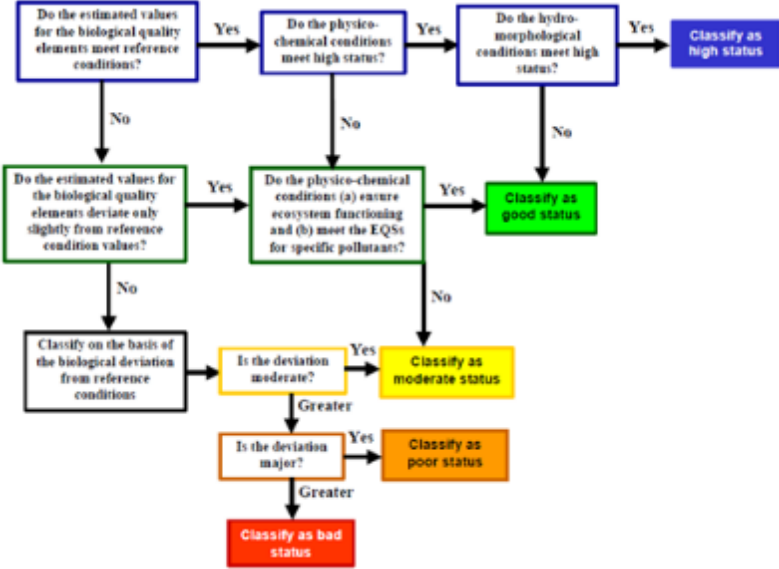 Do the estimated values
for the biological quality
elements meet reference
conditions?
Yes
Do the physico-
chemical conditions
meet high status?
Yes
Do the hydro-
morphological
conditions meet high
status?
Yes
Classify as
high status
No
No
No
Do the estimated values for
the biological quality
elements deviate only
slightly from reference
condition values?
Yes
Do the physico-chemical
conditions (a) ensure
ecosystem functioning
and (b) meet the EQSs
for specific pollutants?
Yes
Classify as
good status
No
No
Classify on the basis of
the biological deviation
from reference
conditions
Is the deviation
moderate?
Yes
Classify as
moderate status
Greater
Is the deviation
major?
Yes
Classify as
poor status
Greater
Classify as bad
status